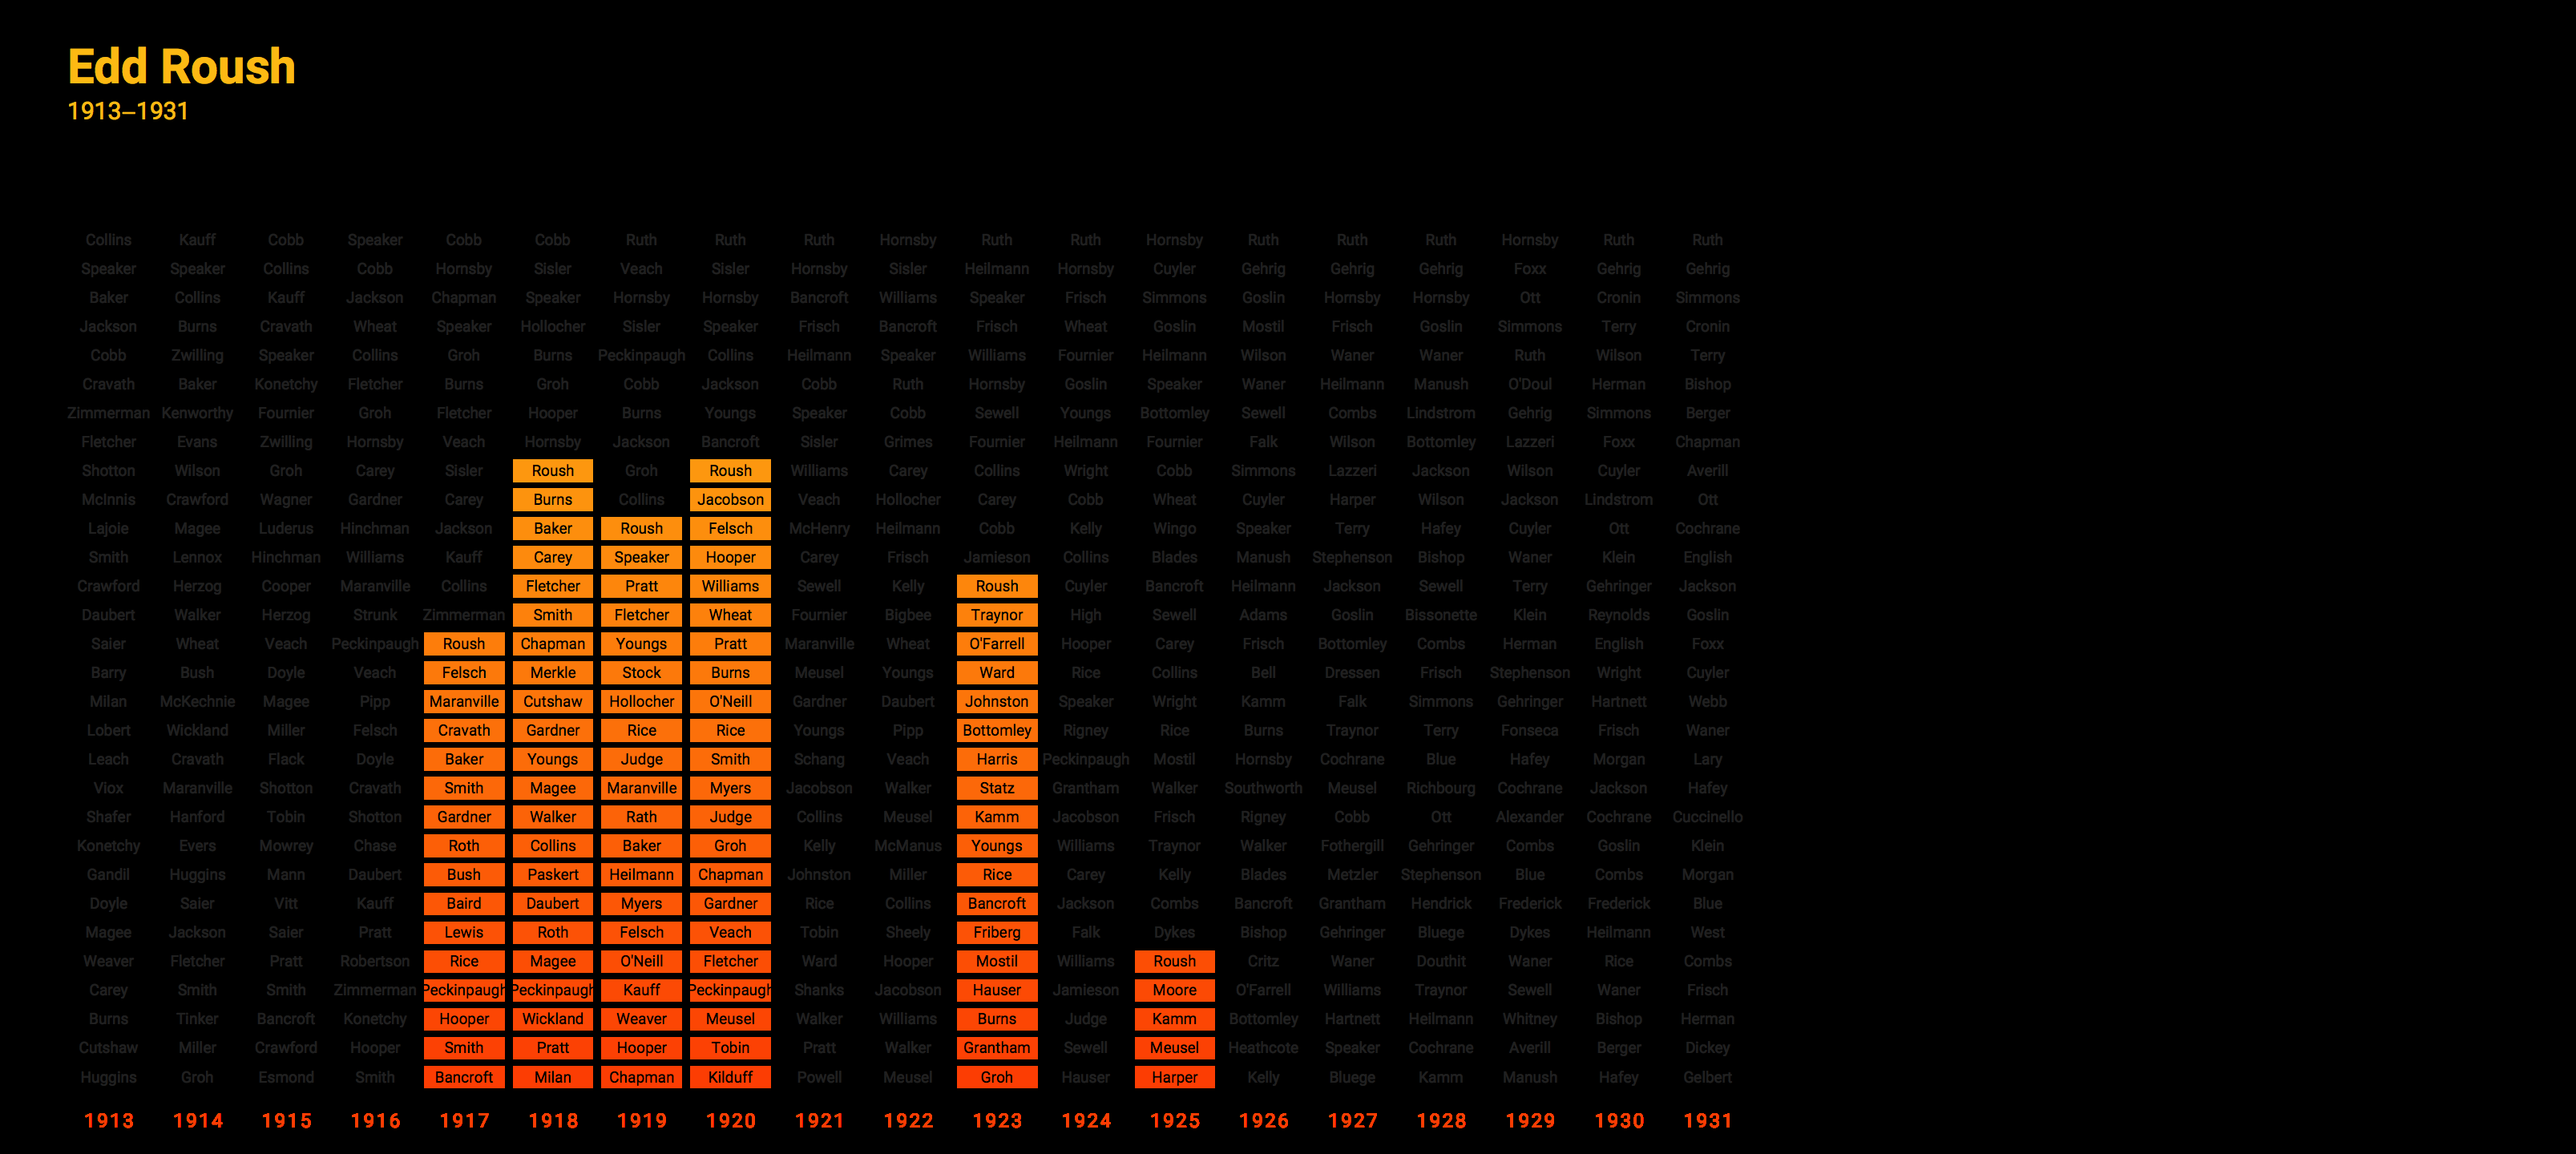 Edd Roush
1913–1931
Collins Kauff Cobb Speaker Cobb Cobb Ruth Ruth Ruth Hornsby Ruth Ruth Hornsby Ruth Ruth Ruth Hornsby Ruth Ruth
Speaker Speaker Collins Cobb Hornsby Sisler Veach Sisler Hornsby Sisler Heilmann Hornsby Cuyler Gehrig Gehrig Gehrig Foxx Gehrig Gehrig
Baker Collins Kauff Jackson Chapman Speaker Hornsby Hornsby Bancroft Williams Speaker Frisch Simmons Goslin Hornsby Hornsby Ott Cronin Simmons
Jackson Burns Cravath Wheat Speaker Hollocher Sisler Speaker Frisch Bancroft Frisch Wheat Goslin Mostil Frisch Goslin Simmons Terry Cronin
Cobb Zwilling Speaker Collins Groh Burns Peckinpaugh Collins Heilmann Speaker Williams Fournier Heilmann Wilson Waner Waner Ruth Wilson Terry
Cravath Baker Konetchy Fletcher Burns Groh Cobb Jackson Cobb Ruth Hornsby Goslin Speaker Waner Heilmann Manush O'Doul Herman Bishop
Zimmerman Kenworthy Fournier Groh Fletcher Hooper Burns Youngs Speaker Cobb Sewell Youngs Bottomley Sewell Combs Lindstrom Gehrig Simmons Berger
Fletcher Evans Zwilling Hornsby Veach Hornsby Jackson Bancroft Sisler Grimes Fournier Heilmann Fournier Falk Wilson Bottomley Lazzeri Foxx Chapman
Shotton Wilson Groh Carey Sisler Roush Groh Roush Williams Carey Collins Wright Cobb Simmons Lazzeri Jackson Wilson Cuyler Averill
McInnis Crawford Wagner Gardner Carey Burns Collins Jacobson Veach Hollocher Carey Cobb Wheat Cuyler Harper Wilson Jackson Lindstrom Ott
Lajoie Magee Luderus Hinchman Jackson Baker Roush Felsch McHenry Heilmann Cobb Kelly Wingo Speaker Terry Hafey Cuyler Ott Cochrane
Smith Lennox Hinchman Williams Kauff Carey Speaker Hooper Carey Frisch Jamieson Collins Blades Manush Stephenson Bishop Waner Klein English
Crawford Herzog Cooper Maranville Collins Fletcher Pratt Williams Sewell Kelly Roush Cuyler Bancroft Heilmann Jackson Sewell Terry Gehringer Jackson
Daubert Walker Herzog Strunk Zimmerman Smith Fletcher Wheat Fournier Bigbee Traynor High Sewell Adams Goslin Bissonette Klein Reynolds Goslin
Saier Wheat Veach Peckinpaugh Roush Chapman Youngs Pratt Maranville Wheat O'Farrell Hooper Carey Frisch Bottomley Combs Herman English Foxx
Barry Bush Doyle Veach Felsch Merkle Stock Burns Meusel Youngs Ward Rice Collins Bell Dressen Frisch Stephenson Wright Cuyler
Milan McKechnie Magee Pipp Maranville Cutshaw Hollocher O'Neill Gardner Daubert Johnston Speaker Wright Kamm Falk Simmons Gehringer Hartnett Webb
Lobert Wickland Miller Felsch Cravath Gardner Rice Rice Youngs Pipp Bottomley Rigney Rice Burns Traynor Terry Fonseca Frisch Waner
Leach Cravath Flack Doyle Baker Youngs Judge Smith Schang Veach Harris Peckinpaugh Mostil Hornsby Cochrane Blue Hafey Morgan Lary
Viox Maranville Shotton Cravath Smith Magee Maranville Myers Jacobson Walker Statz Grantham Walker Southworth Meusel Richbourg Cochrane Jackson Hafey
Shafer Hanford Tobin Shotton Gardner Walker Rath Judge Collins Meusel Kamm Jacobson Frisch Rigney Cobb Ott Alexander Cochrane Cuccinello
Konetchy Evers Mowrey Chase Roth Collins Baker Groh Kelly McManus Youngs Williams Traynor Walker Fothergill Gehringer Combs Goslin Klein
Gandil Huggins Mann Daubert Bush Paskert Heilmann Chapman Johnston Miller Rice Carey Kelly Blades Metzler Stephenson Blue Combs Morgan
Doyle Saier Vitt Kauff Baird Daubert Myers Gardner Rice Collins Bancroft Jackson Combs Bancroft Grantham Hendrick Frederick Frederick Blue
Magee Jackson Saier Pratt Lewis Roth Felsch Veach Tobin Sheely Friberg Falk Dykes Bishop Gehringer Bluege Dykes Heilmann West
Weaver Fletcher Pratt Robertson Rice Magee O'Neill Fletcher Ward Hooper Mostil Williams Roush Critz Waner Douthit Waner Rice Combs
Carey Smith Smith Zimmerman Peckinpaugh Peckinpaugh Kauff Peckinpaugh Shanks Jacobson Hauser Jamieson Moore O'Farrell Williams Traynor Sewell Waner Frisch
Burns Tinker Bancroft Konetchy Hooper Wickland Weaver Meusel Walker Williams Burns Judge Kamm Bottomley Hartnett Heilmann Whitney Bishop Herman
Cutshaw Miller Crawford Hooper Smith Pratt Hooper Tobin Pratt Walker Grantham Sewell Meusel Heathcote Speaker Cochrane Averill Berger Dickey
Huggins Groh Esmond Smith Bancroft Milan Chapman Kilduff Powell Meusel Groh Hauser Harper Kelly Bluege Kamm Manush Hafey Gelbert
1913 1914 1915 1916 1917 1918 1919 1920 1921 1922 1923 1924 1925 1926 1927 1928 1929 1930 1931